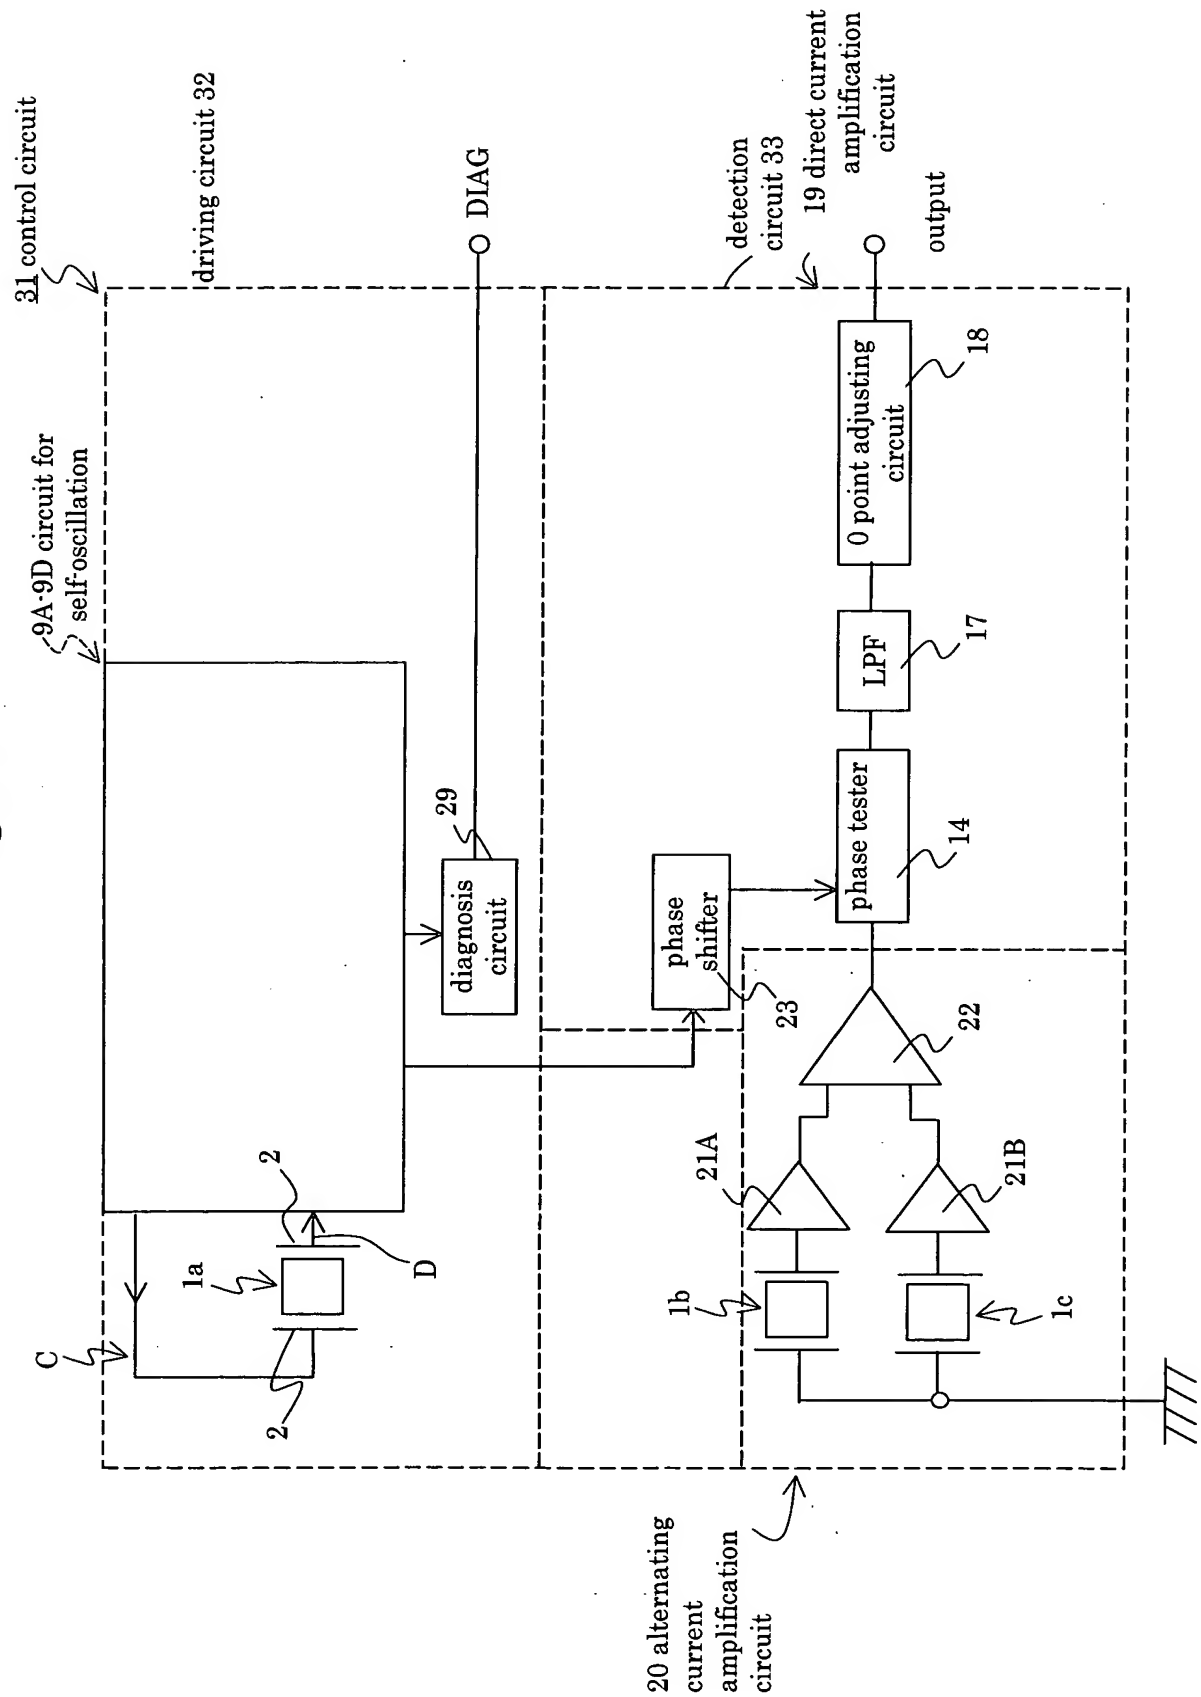 31 control circuit
driving circuit 32
9A-9D circuit for
self-oscillation
DIAG
C
1a
2
2
D
29
diagnosis
circuit
detection
circuit 33
19 direct current
amplification
circuit
output
phase
shifter
23
phase tester
14
LPF
17
0 point adjusting
circuit
18
22
21A
21B
1b
1c
20 alternating
current
amplification
circuit